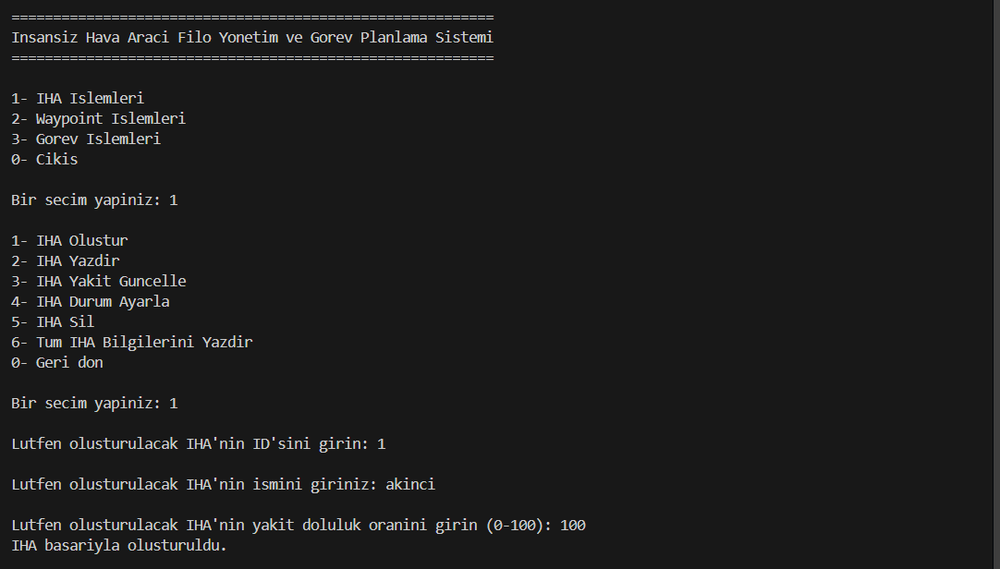 ==========================================================
Insansiz Hava Araci Filo Yonetim ve Gorev Planlama Sistemi
==========================================================
1- IHA Islemleri
2- Waypoint Islemleri
3- Gorev Islemleri
0- Cikis
Bir secim yapiniz: 1
1- IHA Olustur
2- IHA Yazdir
3- IHA Yakit Guncelle
4- IHA Durum Ayarla
5- IHA Sil
6- Tum IHA Bilgilerini Yazdir
0- Geri don
Bir secim yapiniz: 1
Lutfen olusturulacak IHA'nin ID'sini girin: 1
Lutfen olusturulacak IHA'nin ismini giriniz: akinci
Lutfen olusturulacak IHA'nin yakit doluluk oranini girin (0-100): 100
IHA basariyla olusturuldu.